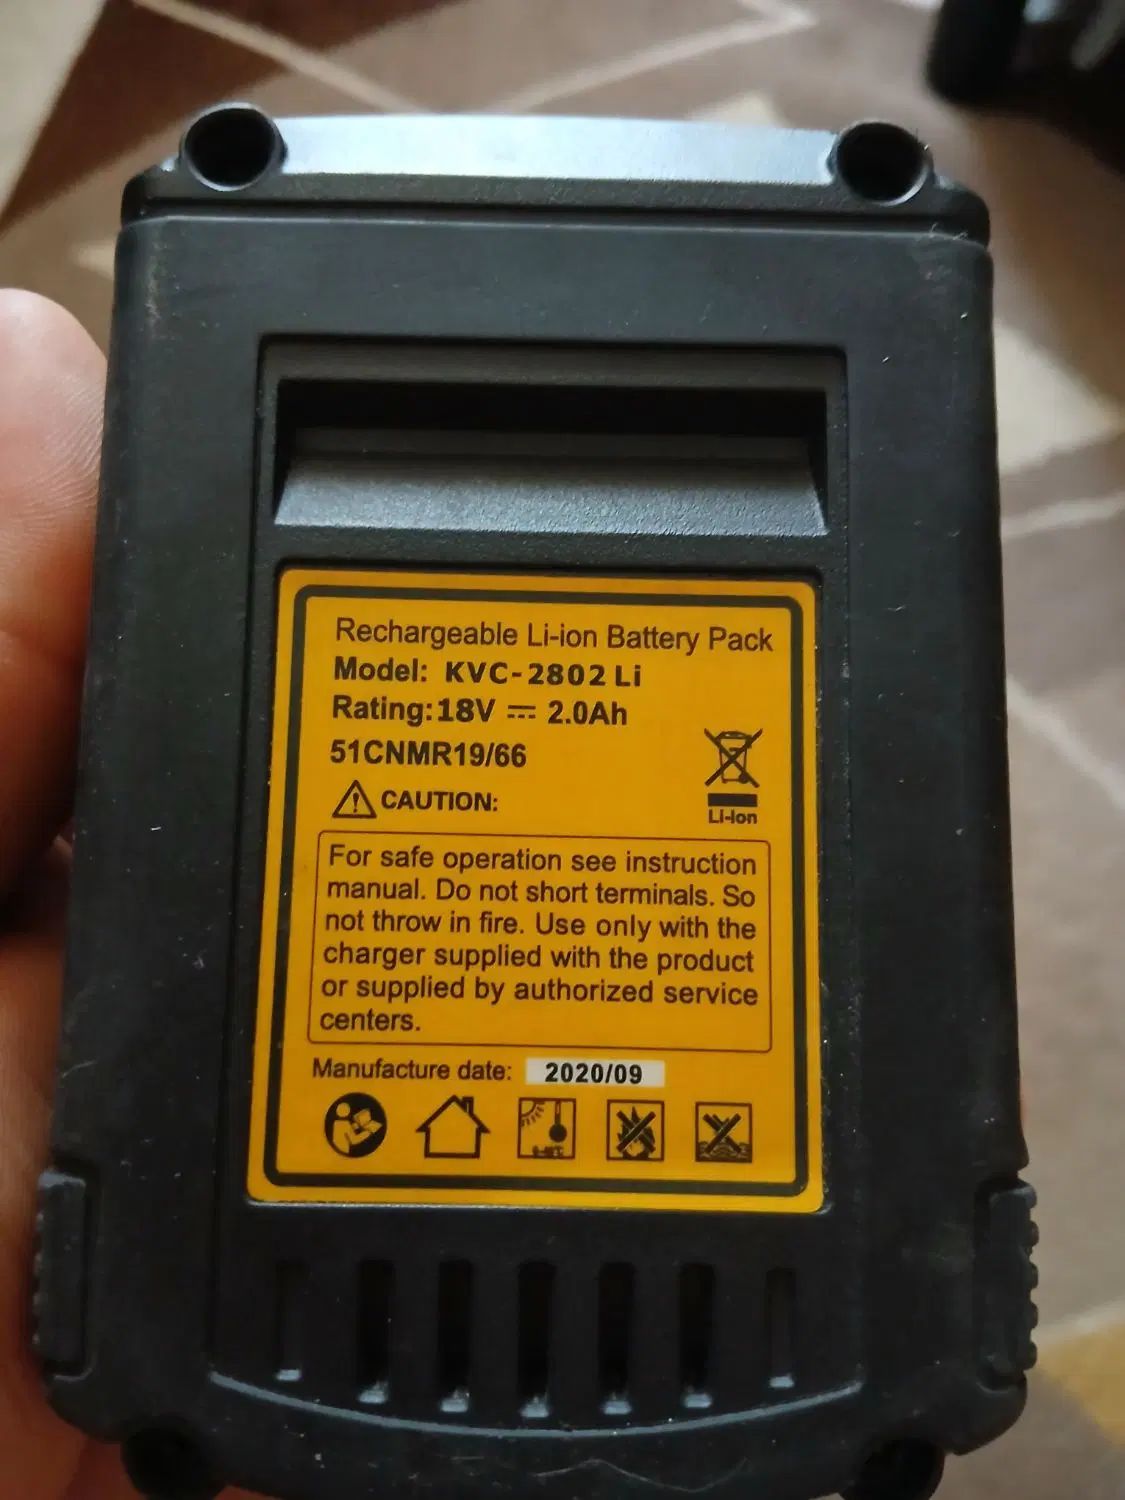 Rechargeable Li-ion Battery Pack
Model: KVC-2802 Li
Rating:18V ⎓ 2.0Ah
51CNMR19/66
CAUTION:
Li-Ion
For safe operation see instruction
manual. Do not short terminals. So
not throw in fire. Use only with the
charger supplied with the product
or supplied by authorized service
centers.
Manufacture date: 2020/09